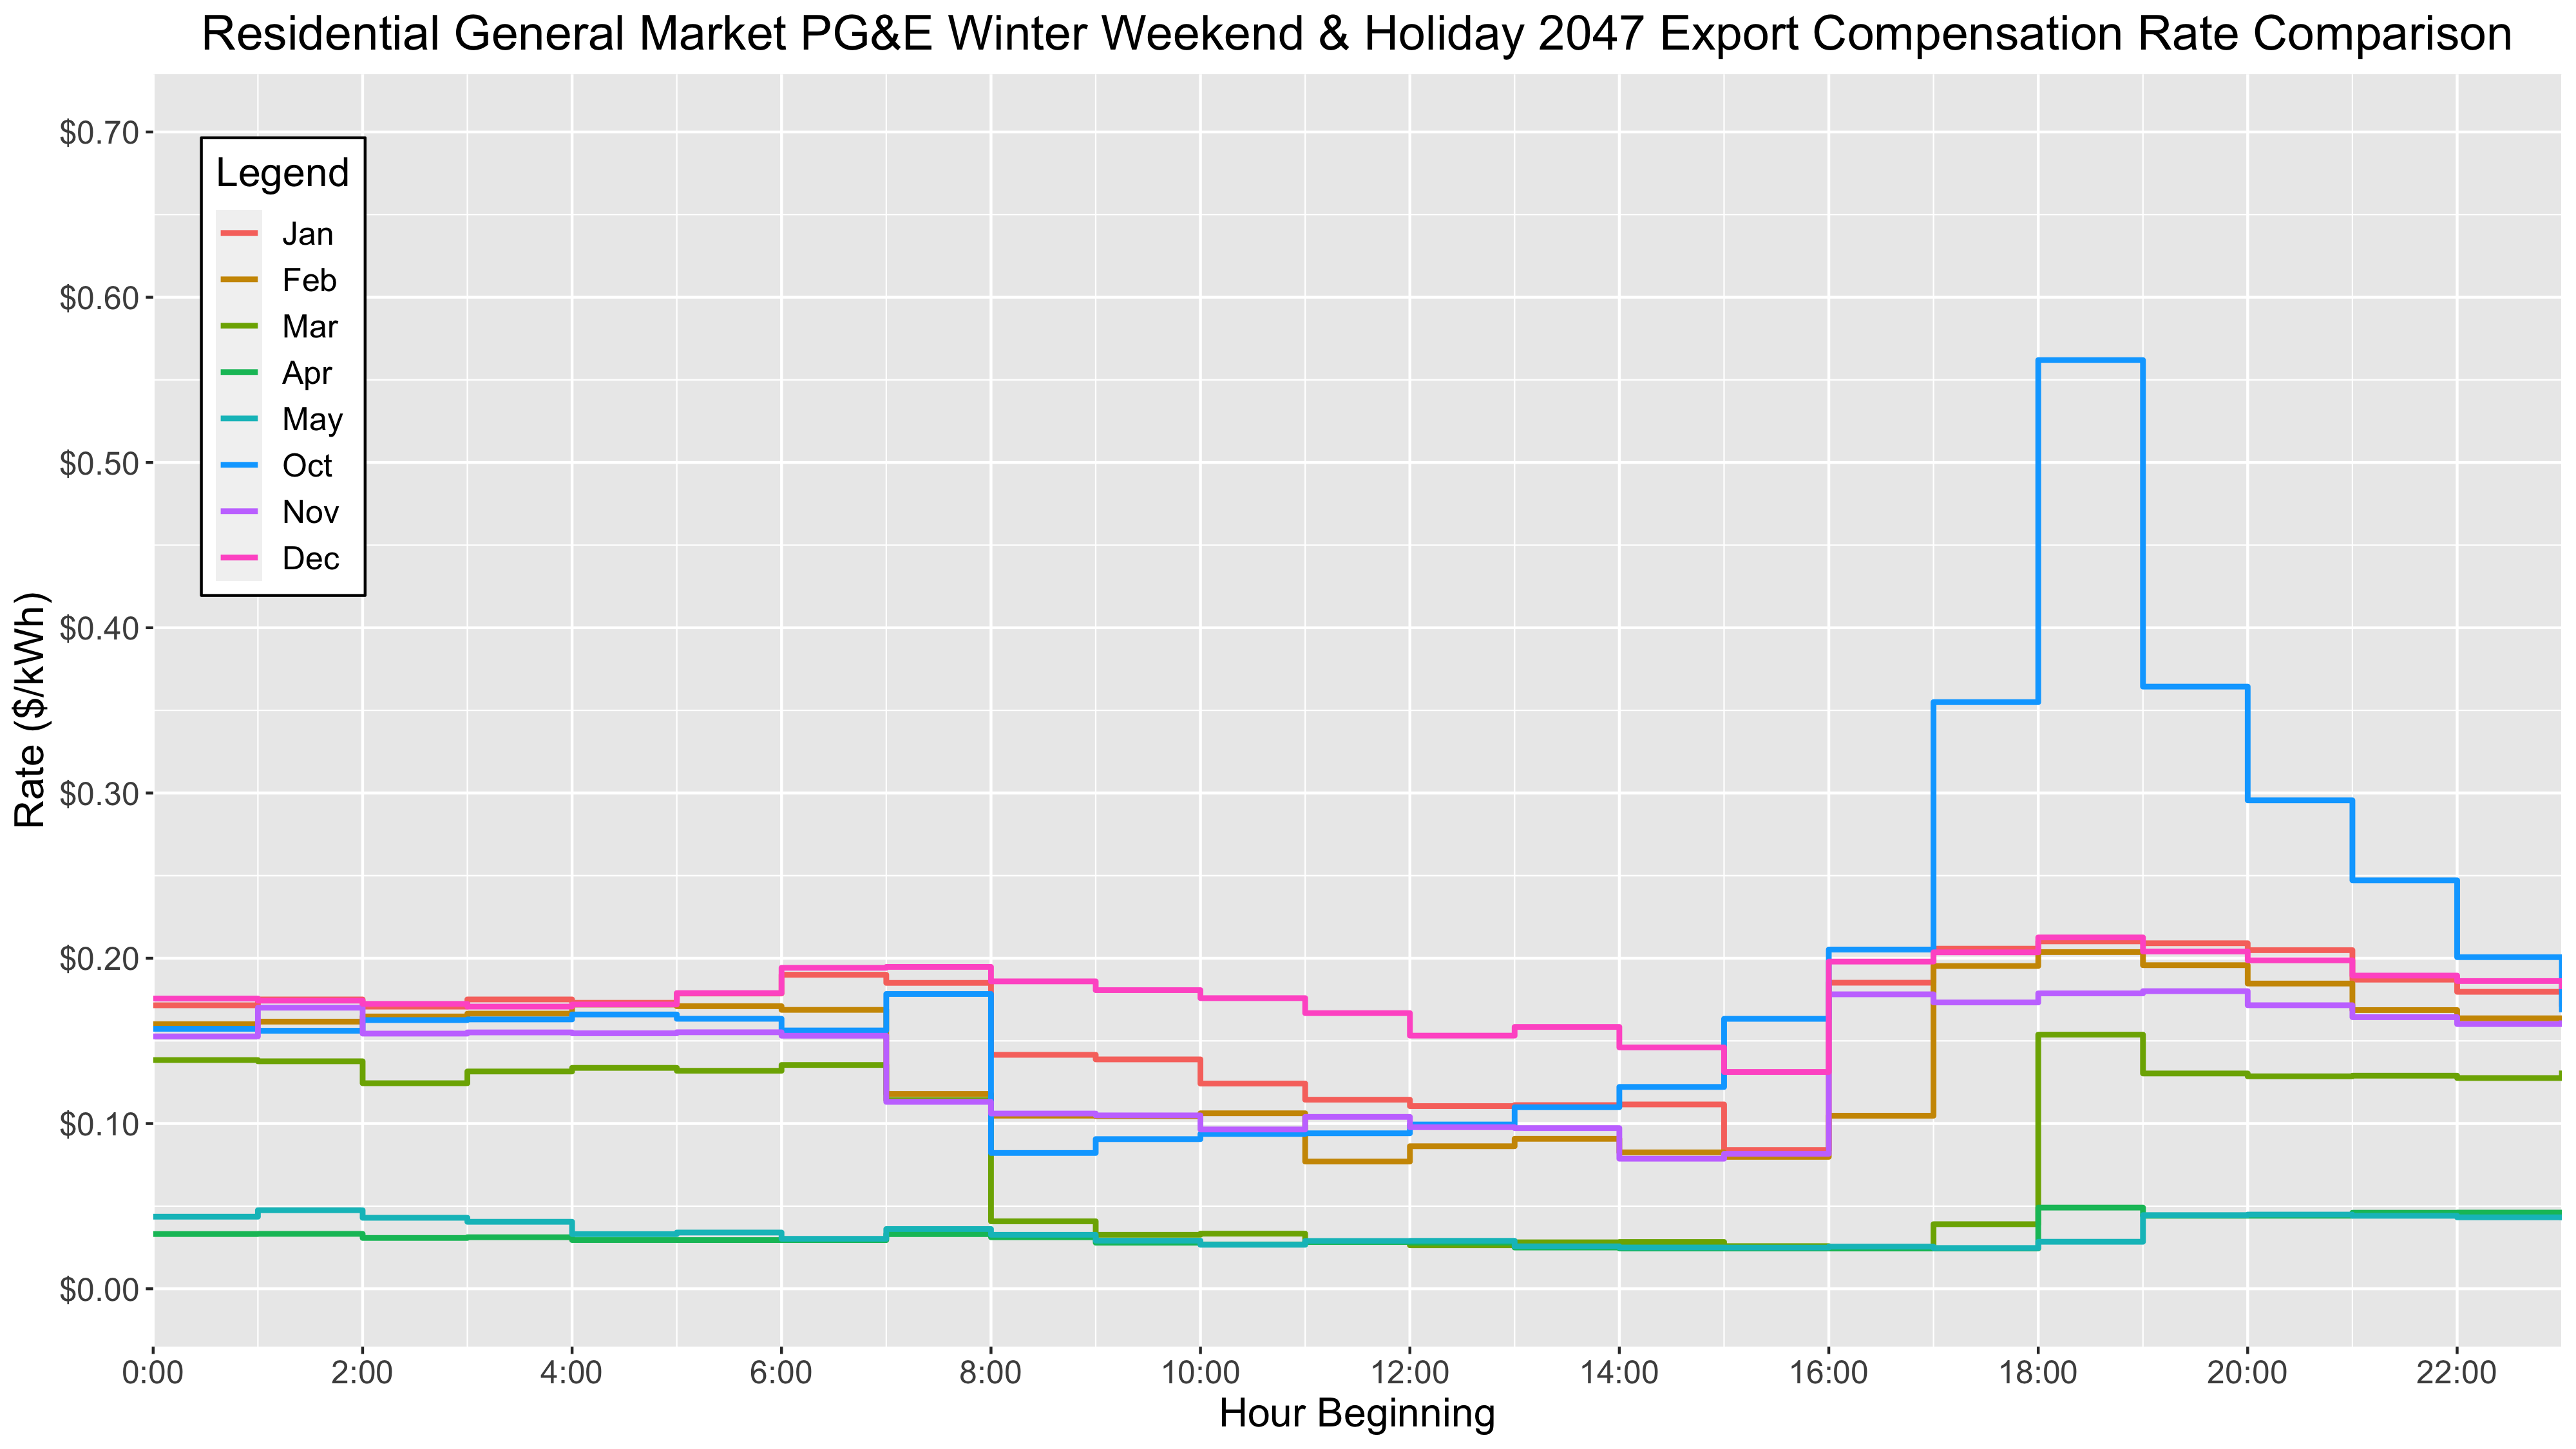 Residential General Market PG&E Winter Weekend & Holiday 2047 Export Compensation Rate Comparison
$0.70
$0.60
$0.50
$0.40
$0.30
$0.20
$0.10
$0.00
Rate ($/kWh)
Legend
Jan
Feb
Mar
Apr
May
Oct
Nov
Dec
0:00 2:00 4:00 6:00 8:00 10:00 12:00 14:00 16:00 18:00 20:00 22:00
Hour Beginning